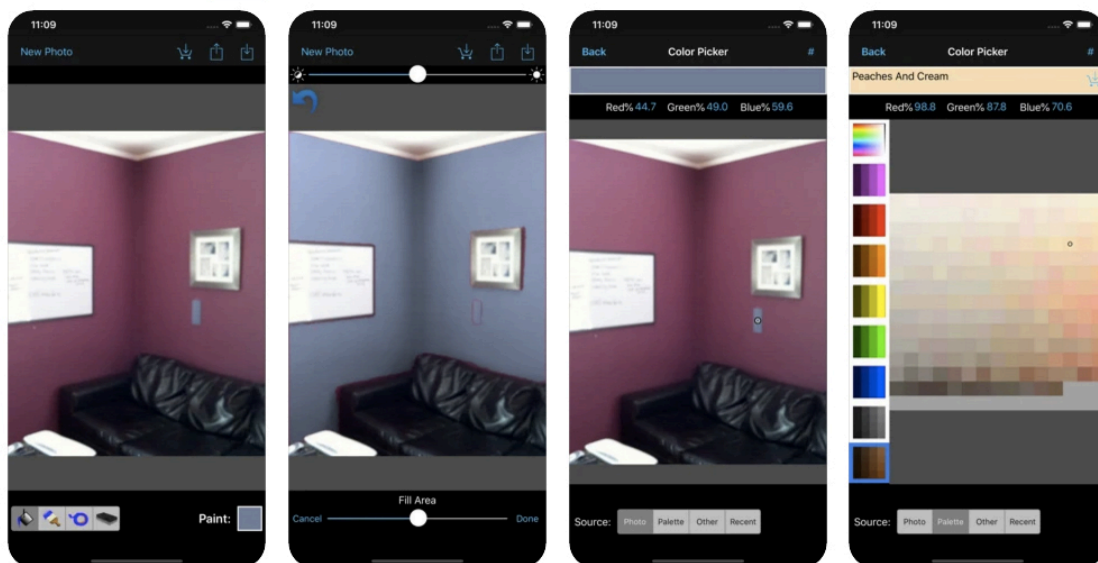 11:09
New Photo
Paint:
11:09
New Photo
Fill Area
Cancel
Done
11:09
Back
Color Picker
#
Red% 44.7 Green% 49.0 Blue% 59.6
Source: Photo Palette Other Recent
11:09
Back
Color Picker
#
Peaches And Cream
Red% 98.8 Green% 87.8 Blue% 70.6
Source: Photo Palette Other Recent